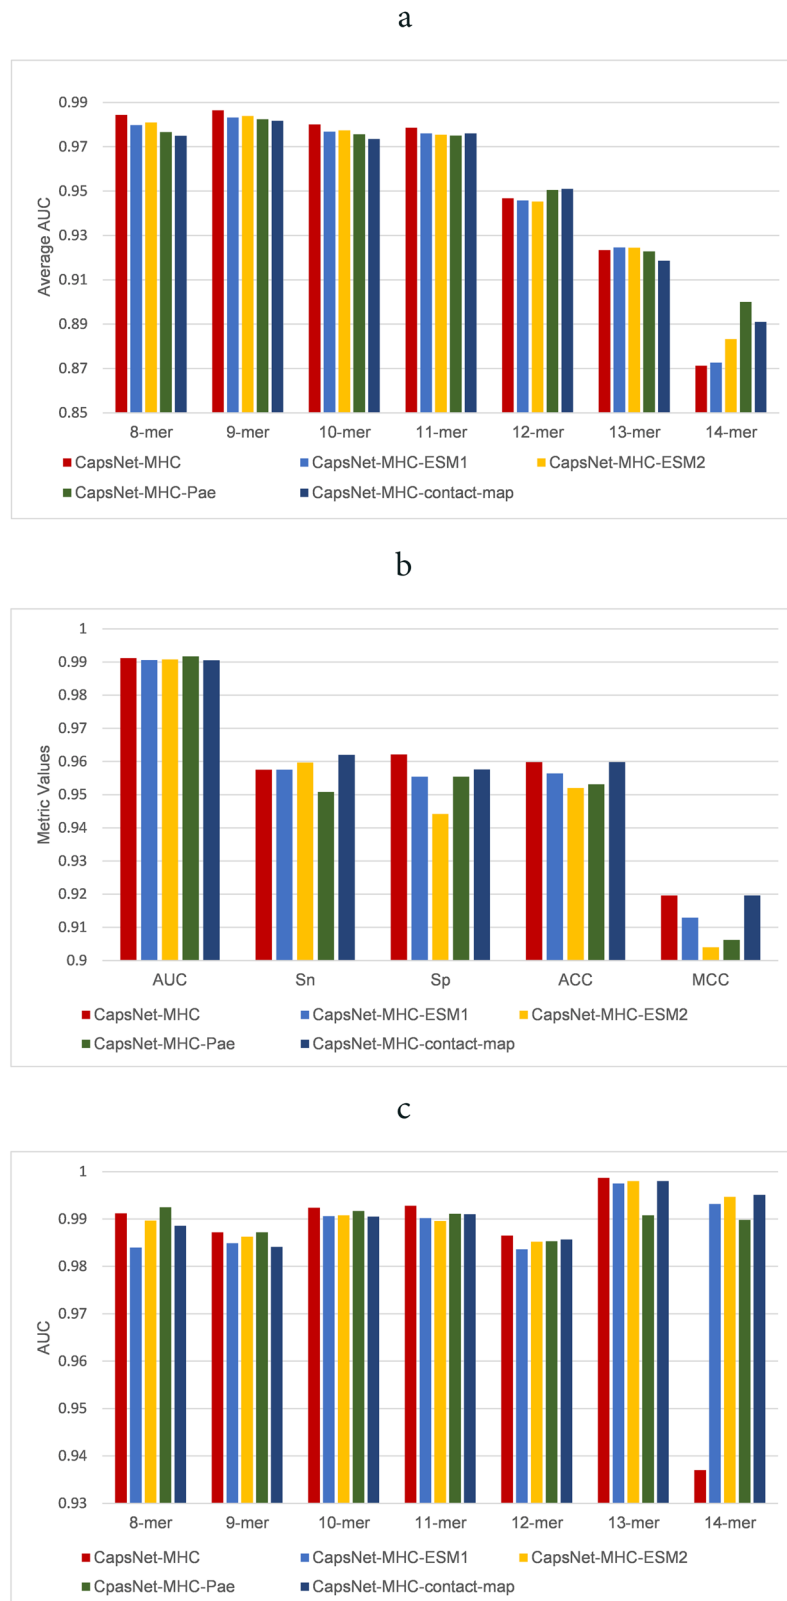 a
0.99
0.97
0.95
0.93
0.91
0.89
0.87
0.85
Average AUC
8-mer 9-mer 10-mer 11-mer 12-mer 13-mer 14-mer
CapsNet-MHC CapsNet-MHC-ESM1 CapsNet-MHC-ESM2
CapsNet-MHC-Pae CapsNet-MHC-contact-map
b
1
0.99
0.98
0.97
0.96
0.95
0.94
0.93
0.92
0.91
0.9
Metric Values
AUC Sn Sp ACC MCC
CapsNet-MHC CapsNet-MHC-ESM1 CapsNet-MHC-ESM2
CapsNet-MHC-Pae CapsNet-MHC-contact-map
c
1
0.99
0.98
0.97
0.96
0.95
0.94
0.93
AUC
8-mer 9-mer 10-mer 11-mer 12-mer 13-mer 14-mer
CapsNet-MHC CapsNet-MHC-ESM1 CapsNet-MHC-ESM2
CpasNet-MHC-Pae CapsNet-MHC-contact-map